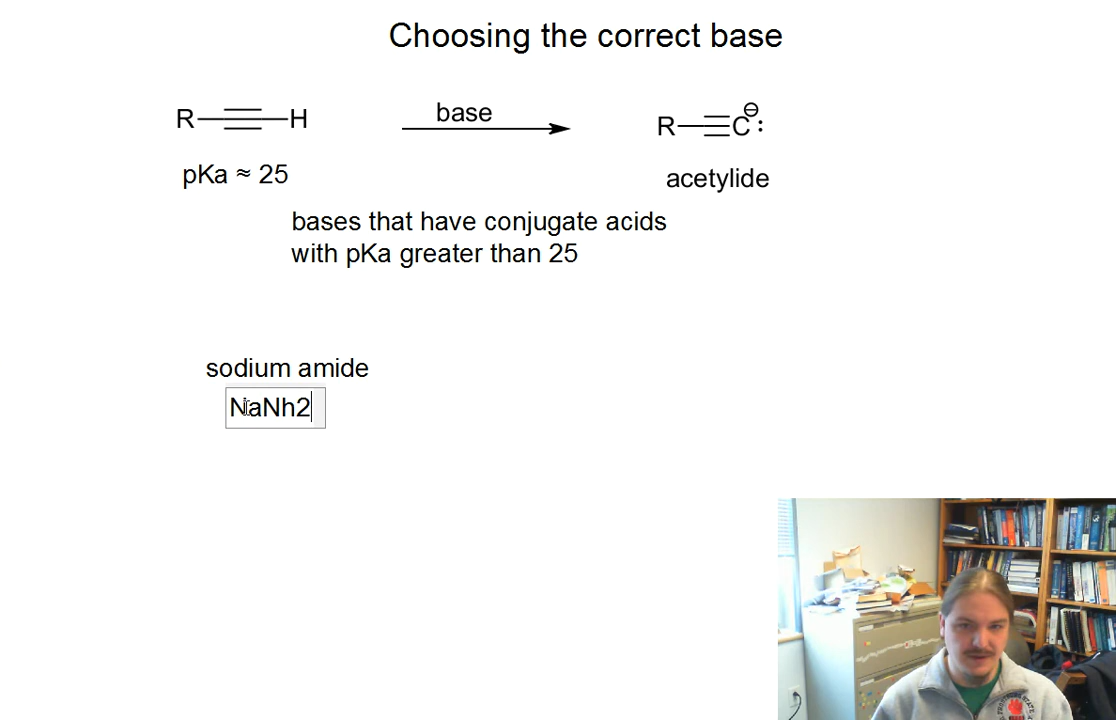 Choosing the correct base
R H base R C ⊖ :
pKa ≈ 25 acetylide
bases that have conjugate acids
with pKa greater than 25
sodium amide
NaNh2